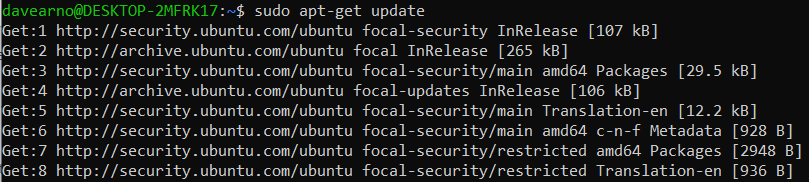 davearno@DESKTOP-2MFRK17:~$ sudo apt-get update
Get:1 http://security.ubuntu.com/ubuntu focal-security InRelease [107 kB]
Get:2 http://archive.ubuntu.com/ubuntu focal InRelease [265 kB]
Get:3 http://security.ubuntu.com/ubuntu focal-security/main amd64 Packages [29.5 kB]
Get:4 http://archive.ubuntu.com/ubuntu focal-updates InRelease [106 kB]
Get:5 http://security.ubuntu.com/ubuntu focal-security/main Translation-en [12.2 kB]
Get:6 http://security.ubuntu.com/ubuntu focal-security/main amd64 c-n-f Metadata [928 B]
Get:7 http://security.ubuntu.com/ubuntu focal-security/restricted amd64 Packages [2948 B]
Get:8 http://security.ubuntu.com/ubuntu focal-security/restricted Translation-en [936 B]